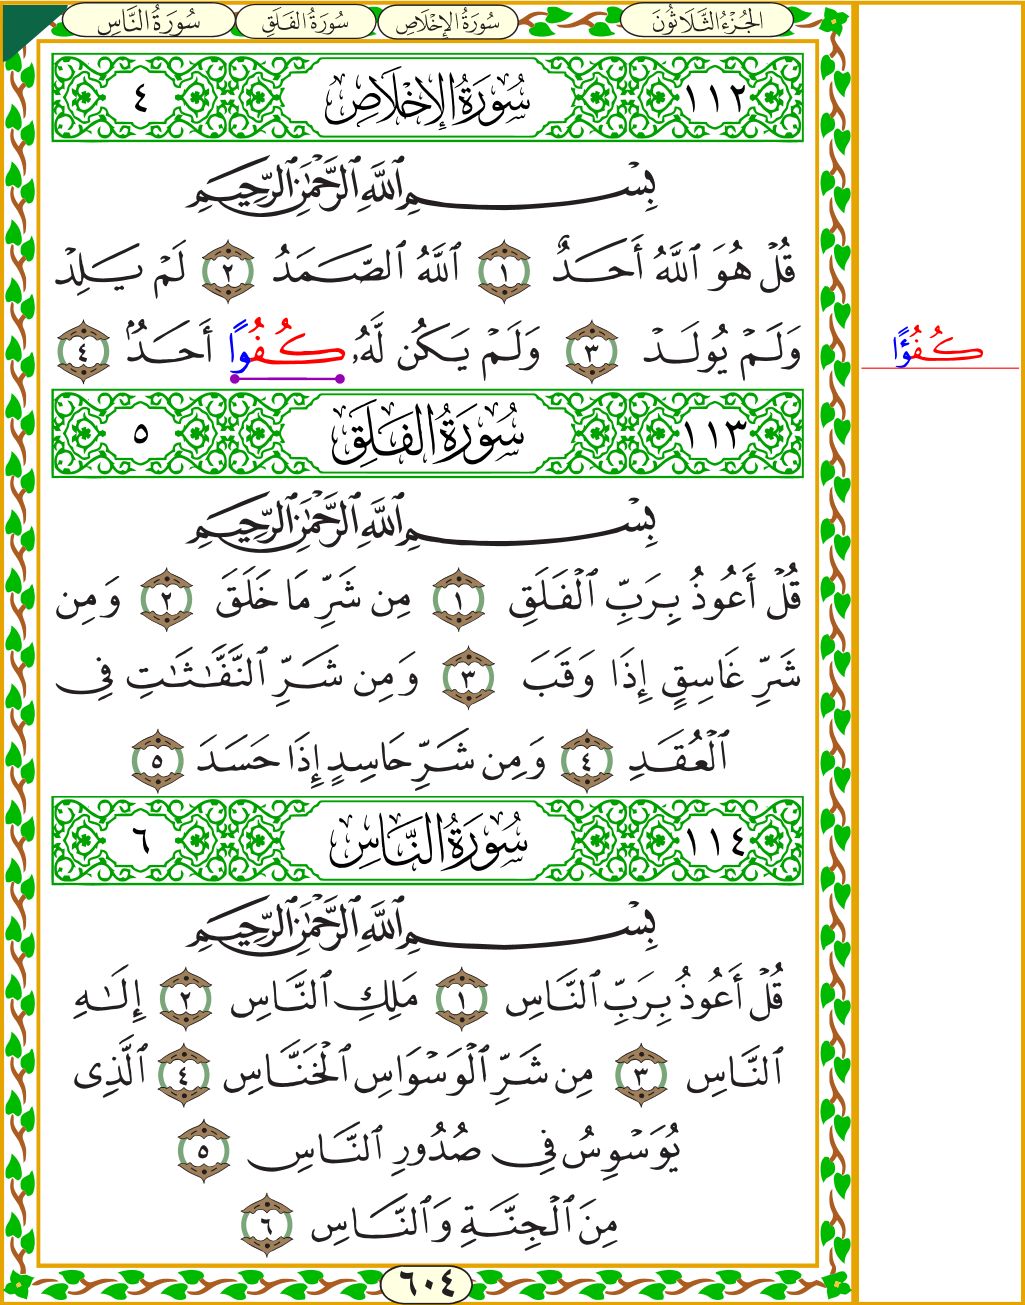 الجُزْءُ الثَّلَاثُونَ
سُورَةُ الإِخْلَاصِ
سُورَةُ الفَلَقِ
سُورَةُ النَّاسِ
١١٢ سُورَةُ الإِخْلَاصِ ٤
بِسْمِ ٱللَّهِ ٱلرَّحْمَٰنِ ٱلرَّحِيمِ
قُلْ هُوَ ٱللَّهُ أَحَدٌ ١ ٱللَّهُ ٱلصَّمَدُ ٢ لَمْ يَلِدْ
وَلَمْ يُولَدْ ٣ وَلَمْ يَكُن لَّهُۥ كُفُوًا أَحَدٌۢ ٤
كُفُؤًا
١١٣ سُورَةُ الفَلَقِ ٥
بِسْمِ ٱللَّهِ ٱلرَّحْمَٰنِ ٱلرَّحِيمِ
قُلْ أَعُوذُ بِرَبِّ ٱلْفَلَقِ ١ مِن شَرِّ مَا خَلَقَ ٢ وَمِن
شَرِّ غَاسِقٍ إِذَا وَقَبَ ٣ وَمِن شَرِّ ٱلنَّفَّٰثَٰتِ فِى
ٱلْعُقَدِ ٤ وَمِن شَرِّ حَاسِدٍ إِذَا حَسَدَ ٥
١١٤ سُورَةُ النَّاسِ ٦
بِسْمِ ٱللَّهِ ٱلرَّحْمَٰنِ ٱلرَّحِيمِ
قُلْ أَعُوذُ بِرَبِّ ٱلنَّاسِ ١ مَلِكِ ٱلنَّاسِ ٢ إِلَٰهِ
ٱلنَّاسِ ٣ مِن شَرِّ ٱلْوَسْوَاسِ ٱلْخَنَّاسِ ٤ ٱلَّذِى
يُوَسْوِسُ فِى صُدُورِ ٱلنَّاسِ ٥
مِنَ ٱلْجِنَّةِ وَٱلنَّاسِ ٦
٦٠٤